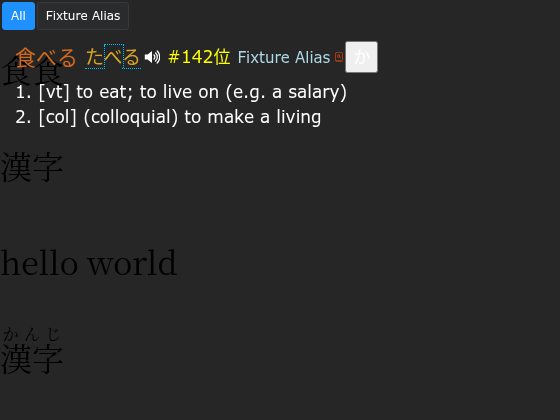 All Fixture Alias
食べる たべる #142位 Fixture Alias か
食食
1. [vt] to eat; to live on (e.g. a salary)
2. [col] (colloquial) to make a living
漢字
hello world
かんじ
漢字